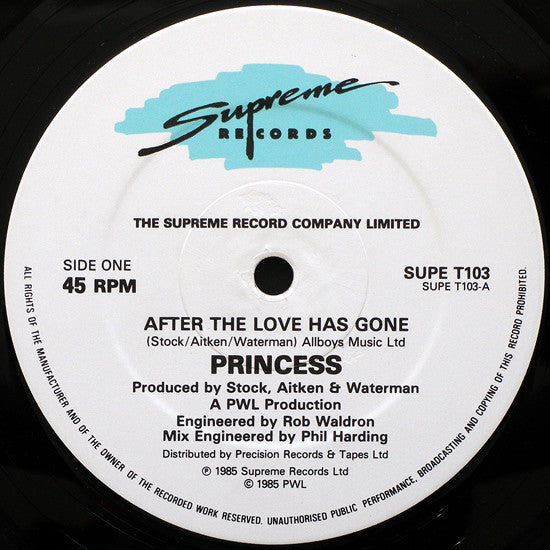 Supreme
RECORDS
THE SUPREME RECORD COMPANY LIMITED
SIDE ONE
45 RPM
SUPE T103
SUPE T103-A
AFTER THE LOVE HAS GONE
(Stock/Aitken/Waterman) Allboys Music Ltd
PRINCESS
Produced by Stock, Aitken & Waterman
A PWL Production
Engineered by Rob Waldron
Mix Engineered by Phil Harding
Distributed by Precision Records & Tapes Ltd
℗ 1985 Supreme Records Ltd
© 1985 PWL
ALL RIGHTS OF THE MANUFACTURER AND OF THE OWNER OF THE RECORDED WORK RESERVED. UNAUTHORISED PUBLIC PERFORMANCE, BROADCASTING AND COPYING OF THIS RECORD PROHIBITED.